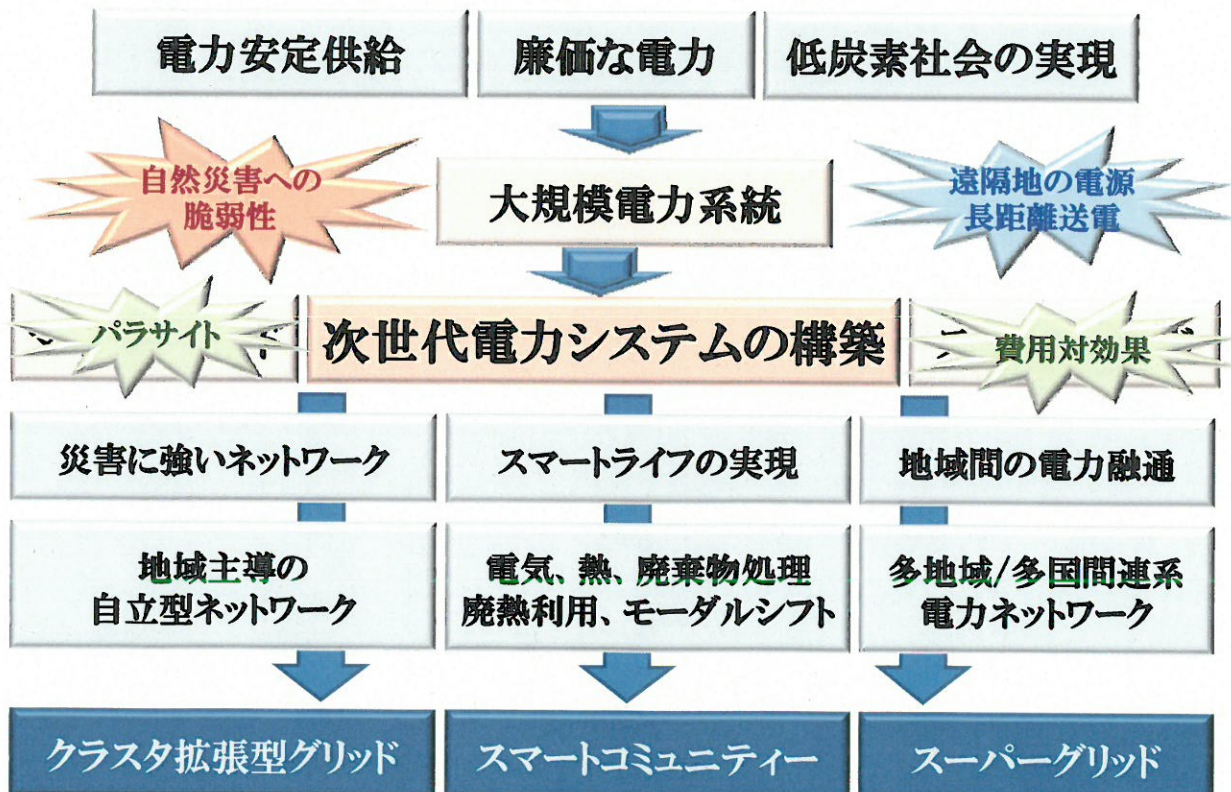 電力安定供給
廉価な電力
低炭素社会の実現
自然災害への
脆弱性
大規模電力系統
遠隔地の電源
長距離送電
パラサイト
次世代電力システムの構築
費用対効果
災害に強いネットワーク
スマートライフの実現
地域間の電力融通
地域主導の
自立型ネットワーク
電気、熱、廃棄物処理
廃熱利用、モーダルシフト
多地域/多国間連系
電力ネットワーク
クラスタ拡張型グリッド
スマートコミュニティー
スーパーグリッド